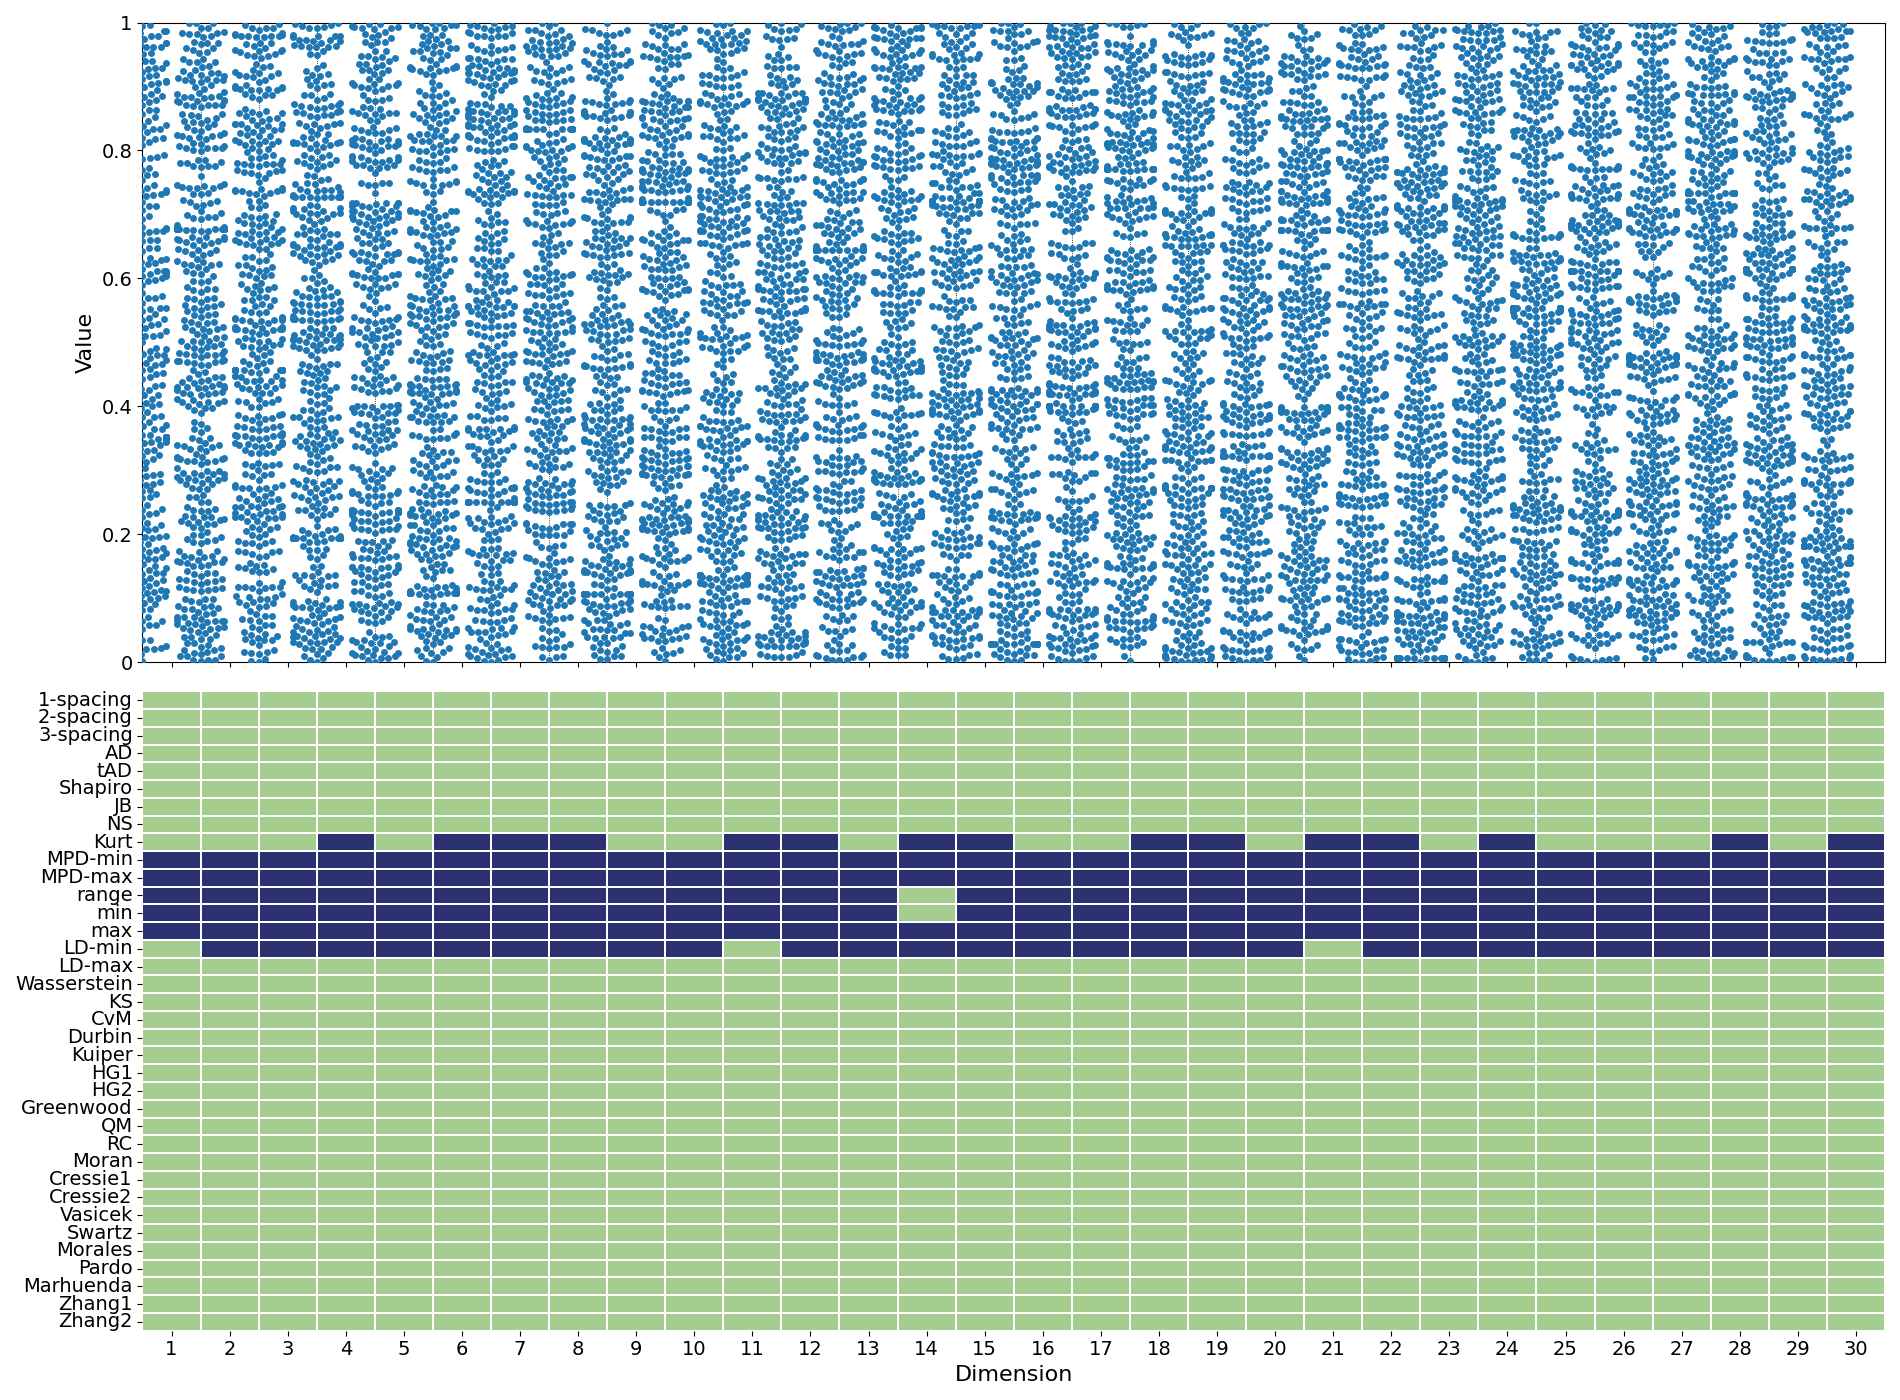 1
0.8
0.6
0.4
0.2
0
Value
1-spacing
2-spacing
3-spacing
AD
tAD
Shapiro
JB
NS
Kurt
MPD-min
MPD-max
range
min
max
LD-min
LD-max
Wasserstein
KS
CvM
Durbin
Kuiper
HG1
HG2
Greenwood
QM
RC
Moran
Cressie1
Cressie2
Vasicek
Swartz
Morales
Pardo
Marhuenda
Zhang1
Zhang2
1 2 3 4 5 6 7 8 9 10 11 12 13 14 15 16 17 18 19 20 21 22 23 24 25 26 27 28 29 30
Dimension